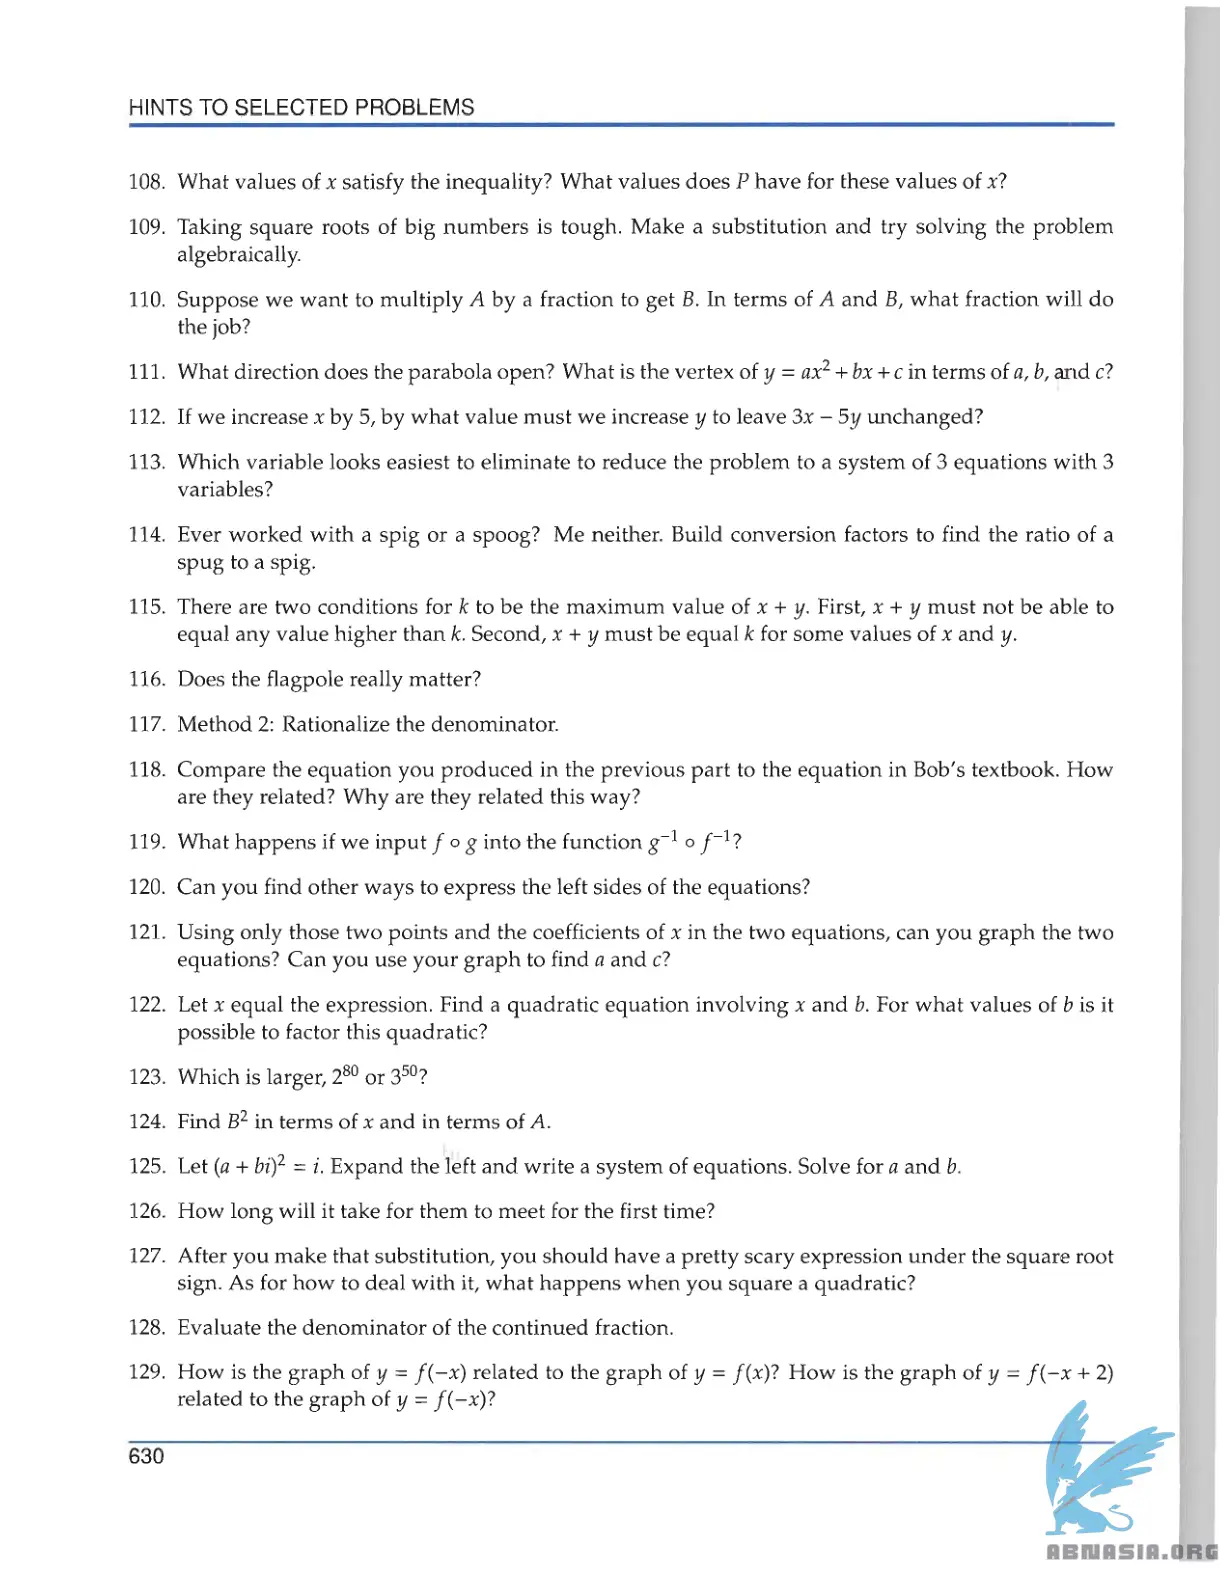 HINTS TO SELECTED PROBLEMS
108. What values of x satisfy the inequality? What values does P have for these values of x?
109. Taking square roots of big numbers is tough. Make a substitution and try solving the problem
algebraically.
110. Suppose we want to multiply A by a fraction to get B. In terms of A and B, what fraction will do
the job?
111. What direction does the parabola open? What is the vertex of y = ax² + bx + c in terms of a, b, and c?
112. If we increase x by 5, by what value must we increase y to leave 3x − 5y unchanged?
113. Which variable looks easiest to eliminate to reduce the problem to a system of 3 equations with 3
variables?
114. Ever worked with a spig or a spoog? Me neither. Build conversion factors to find the ratio of a
spug to a spig.
115. There are two conditions for k to be the maximum value of x + y. First, x + y must not be able to
equal any value higher than k. Second, x + y must be equal k for some values of x and y.
116. Does the flagpole really matter?
117. Method 2: Rationalize the denominator.
118. Compare the equation you produced in the previous part to the equation in Bob's textbook. How
are they related? Why are they related this way?
119. What happens if we input f ∘ g into the function g⁻¹ ∘ f⁻¹?
120. Can you find other ways to express the left sides of the equations?
121. Using only those two points and the coefficients of x in the two equations, can you graph the two
equations? Can you use your graph to find a and c?
122. Let x equal the expression. Find a quadratic equation involving x and b. For what values of b is it
possible to factor this quadratic?
123. Which is larger, 2⁸⁰ or 3⁵⁰?
124. Find B² in terms of x and in terms of A.
125. Let (a + bi)² = i. Expand the left and write a system of equations. Solve for a and b.
126. How long will it take for them to meet for the first time?
127. After you make that substitution, you should have a pretty scary expression under the square root
sign. As for how to deal with it, what happens when you square a quadratic?
128. Evaluate the denominator of the continued fraction.
129. How is the graph of y = f(−x) related to the graph of y = f(x)? How is the graph of y = f(−x + 2)
related to the graph of y = f(−x)?
630
ABNASIA.ORG